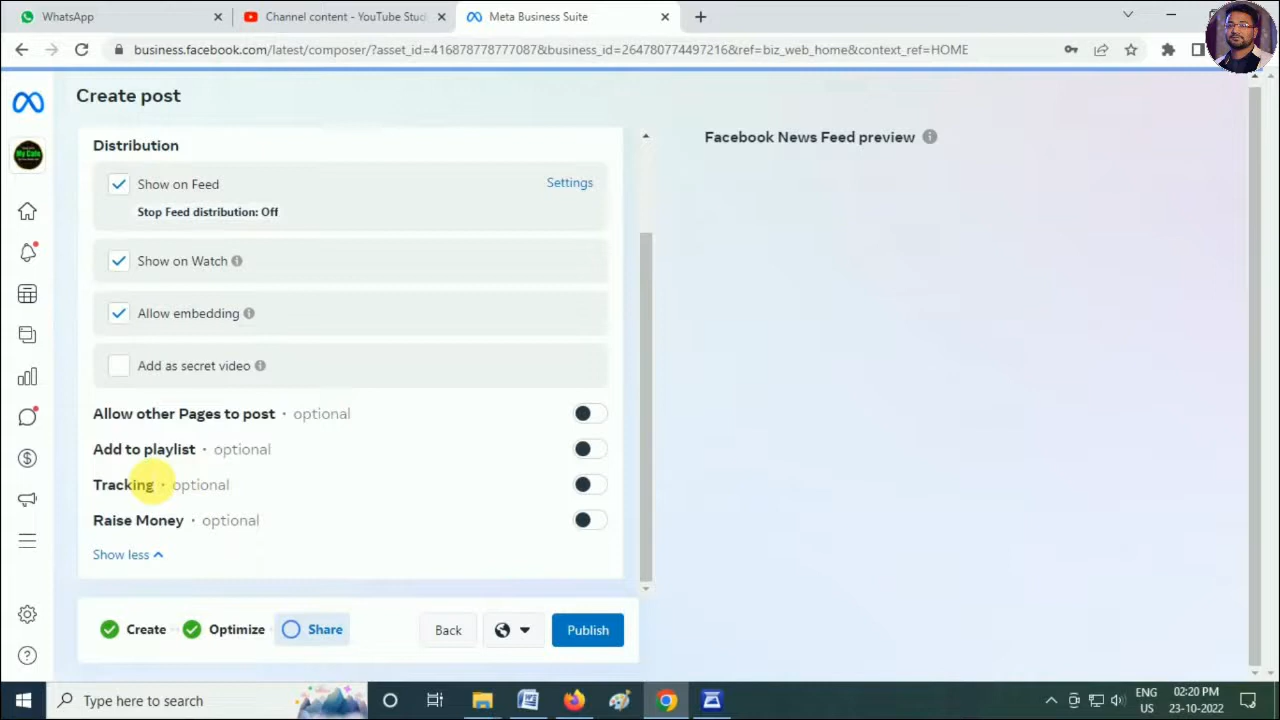 WhatsApp
Channel content - YouTube Stud
Meta Business Suite
business.facebook.com/latest/composer/?asset_id=416878778777087&business_id=264780774497216&ref=biz_web_home&context_ref=HOME
Create post
Distribution
Show on Feed
Settings
Stop Feed distribution: Off
Show on Watch
Allow embedding
Add as secret video
Allow other Pages to post · optional
Add to playlist · optional
Tracking · optional
Raise Money · optional
Show less
Create
Optimize
Share
Back
Publish
Facebook News Feed preview
My Cafe
Type here to search
ENG
US
02:20 PM
23-10-2022